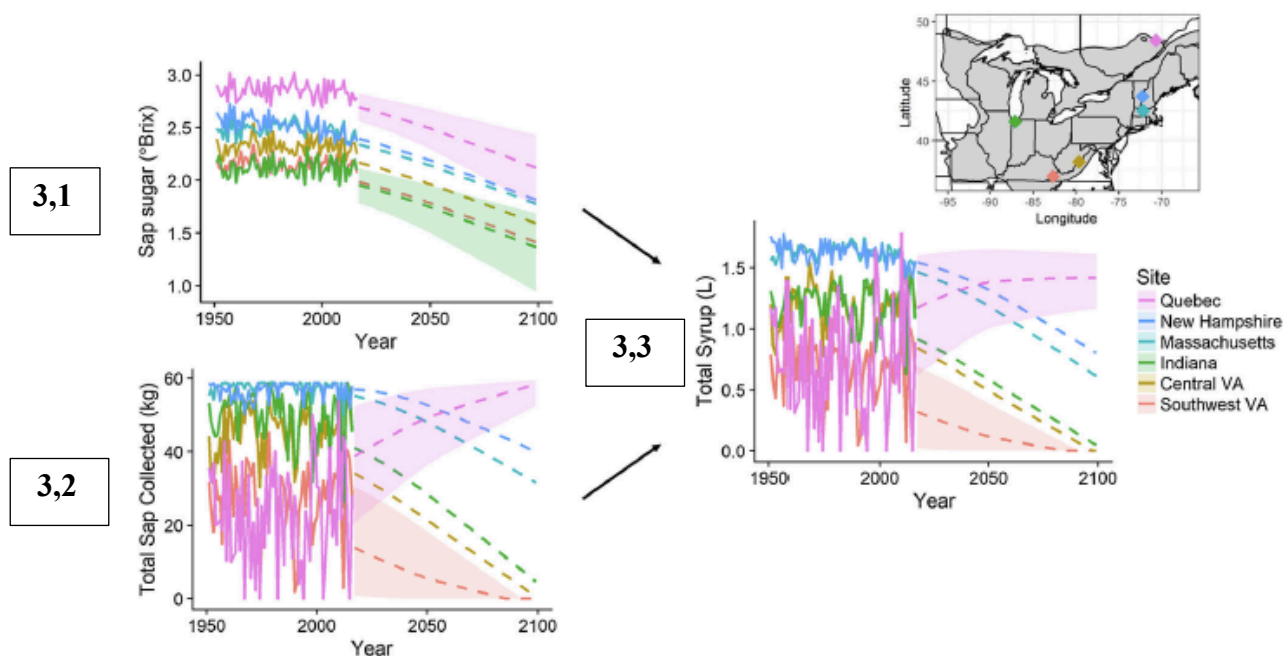 3,1
Sap sugar (°Brix)
3.0
2.5
2.0
1.5
1.0
1950 2000 2050 2100
Year
3,2
Total Sap Collected (kg)
60
40
20
0
1950 2000 2050 2100
Year
Latitude
50
45
40
-95 -90 -85 -80 -75 -70
Longitude
3,3
Total Syrup (L)
1.5
1.0
0.5
0.0
1950 2000 2050 2100
Year
Site
Quebec
New Hampshire
Massachusetts
Indiana
Central VA
Southwest VA